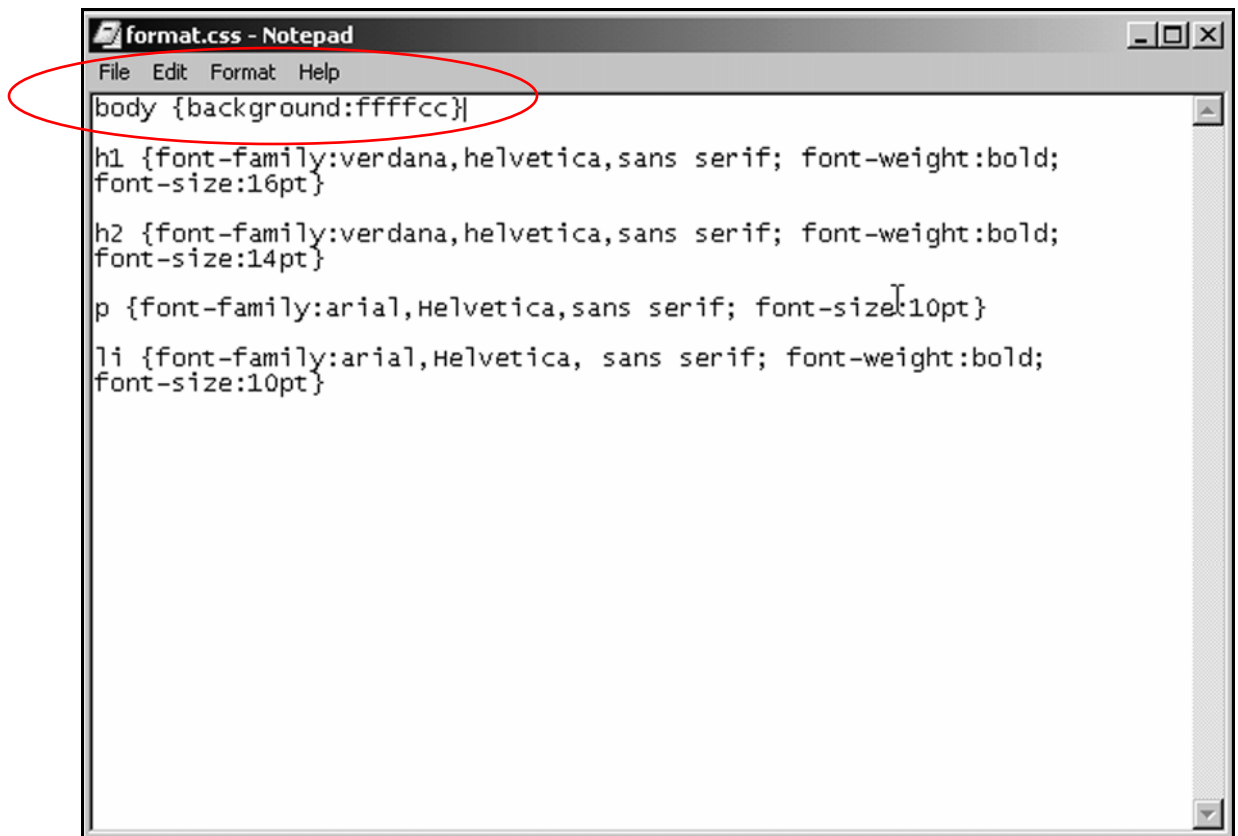 format.css - Notepad
File Edit Format Help
body {background:ffffcc}
h1 {font-family:verdana,helvetica,sans serif; font-weight:bold;
font-size:16pt}
h2 {font-family:verdana,helvetica,sans serif; font-weight:bold;
font-size:14pt}
p {font-family:arial,Helvetica,sans serif; font-size:10pt}
li {font-family:arial,Helvetica, sans serif; font-weight:bold;
font-size:10pt}